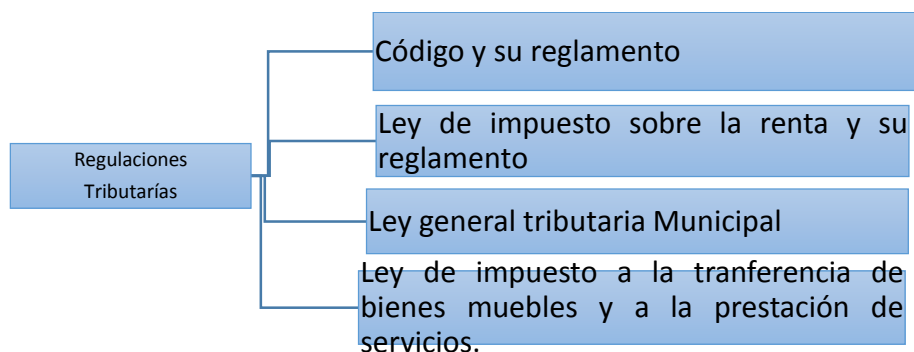 Código y su reglamento
Ley de impuesto sobre la renta y su
reglamento
Regulaciones
Tributarías
Ley general tributaria Municipal
Ley de impuesto a la tranferencia de
bienes muebles y a la prestación de
servicios.